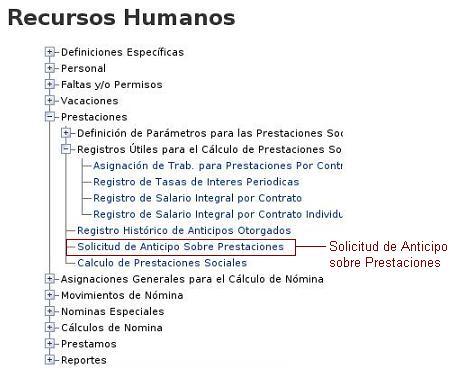 Recursos Humanos
Definiciones Específicas
Personal
Faltas y/o Permisos
Vacaciones
Prestaciones
Definición de Parámetros para las Prestaciones Soc
Registros Útiles para el Cálculo de Prestaciones So
Asignación de Trab. para Prestaciones Por Contr
Registro de Tasas de Interes Periodicas
Registro de Salario Integral por Contrato
Registro de Salario Integral por Contrato Individu
Registro Histórico de Anticipos Otorgados
Solicitud de Anticipo Sobre Prestaciones
Solicitud de Anticipo
sobre Prestaciones
Calculo de Prestaciones Sociales
Asignaciones Generales para el Cálculo de Nómina
Movimientos de Nómina
Nominas Especiales
Cálculos de Nomina
Prestamos
Reportes